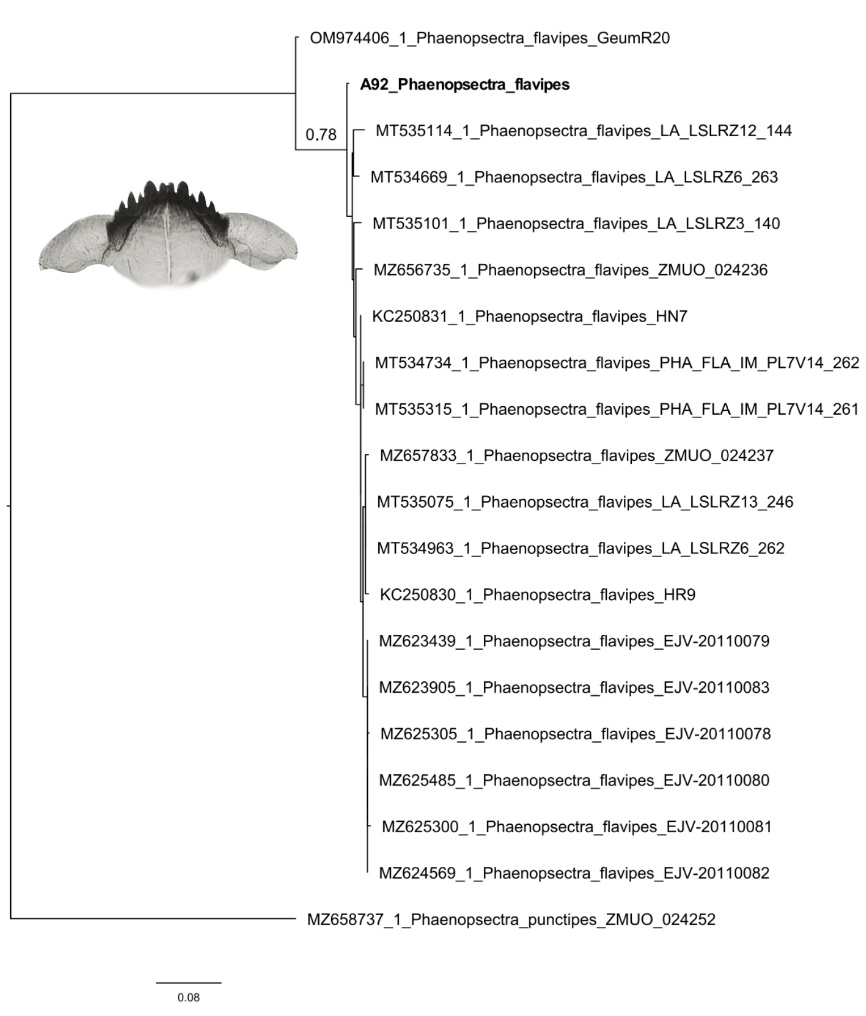 OM974406_1_Phaenopsectra_flavipes_GeumR20
A92_Phaenopsectra_flavipes
0.78
MT535114_1_Phaenopsectra_flavipes_LA_LSLRZ12_144
MT534669_1_Phaenopsectra_flavipes_LA_LSLRZ6_263
MT535101_1_Phaenopsectra_flavipes_LA_LSLRZ3_140
MZ656735_1_Phaenopsectra_flavipes_ZMUO_024236
KC250831_1_Phaenopsectra_flavipes_HN7
MT534734_1_Phaenopsectra_flavipes_PHA_FLA_IM_PL7V14_262
MT535315_1_Phaenopsectra_flavipes_PHA_FLA_IM_PL7V14_261
MZ657833_1_Phaenopsectra_flavipes_ZMUO_024237
MT535075_1_Phaenopsectra_flavipes_LA_LSLRZ13_246
MT534963_1_Phaenopsectra_flavipes_LA_LSLRZ6_262
KC250830_1_Phaenopsectra_flavipes_HR9
MZ623439_1_Phaenopsectra_flavipes_EJV-20110079
MZ623905_1_Phaenopsectra_flavipes_EJV-20110083
MZ625305_1_Phaenopsectra_flavipes_EJV-20110078
MZ625485_1_Phaenopsectra_flavipes_EJV-20110080
MZ625300_1_Phaenopsectra_flavipes_EJV-20110081
MZ624569_1_Phaenopsectra_flavipes_EJV-20110082
MZ658737_1_Phaenopsectra_punctipes_ZMUO_024252
0.08